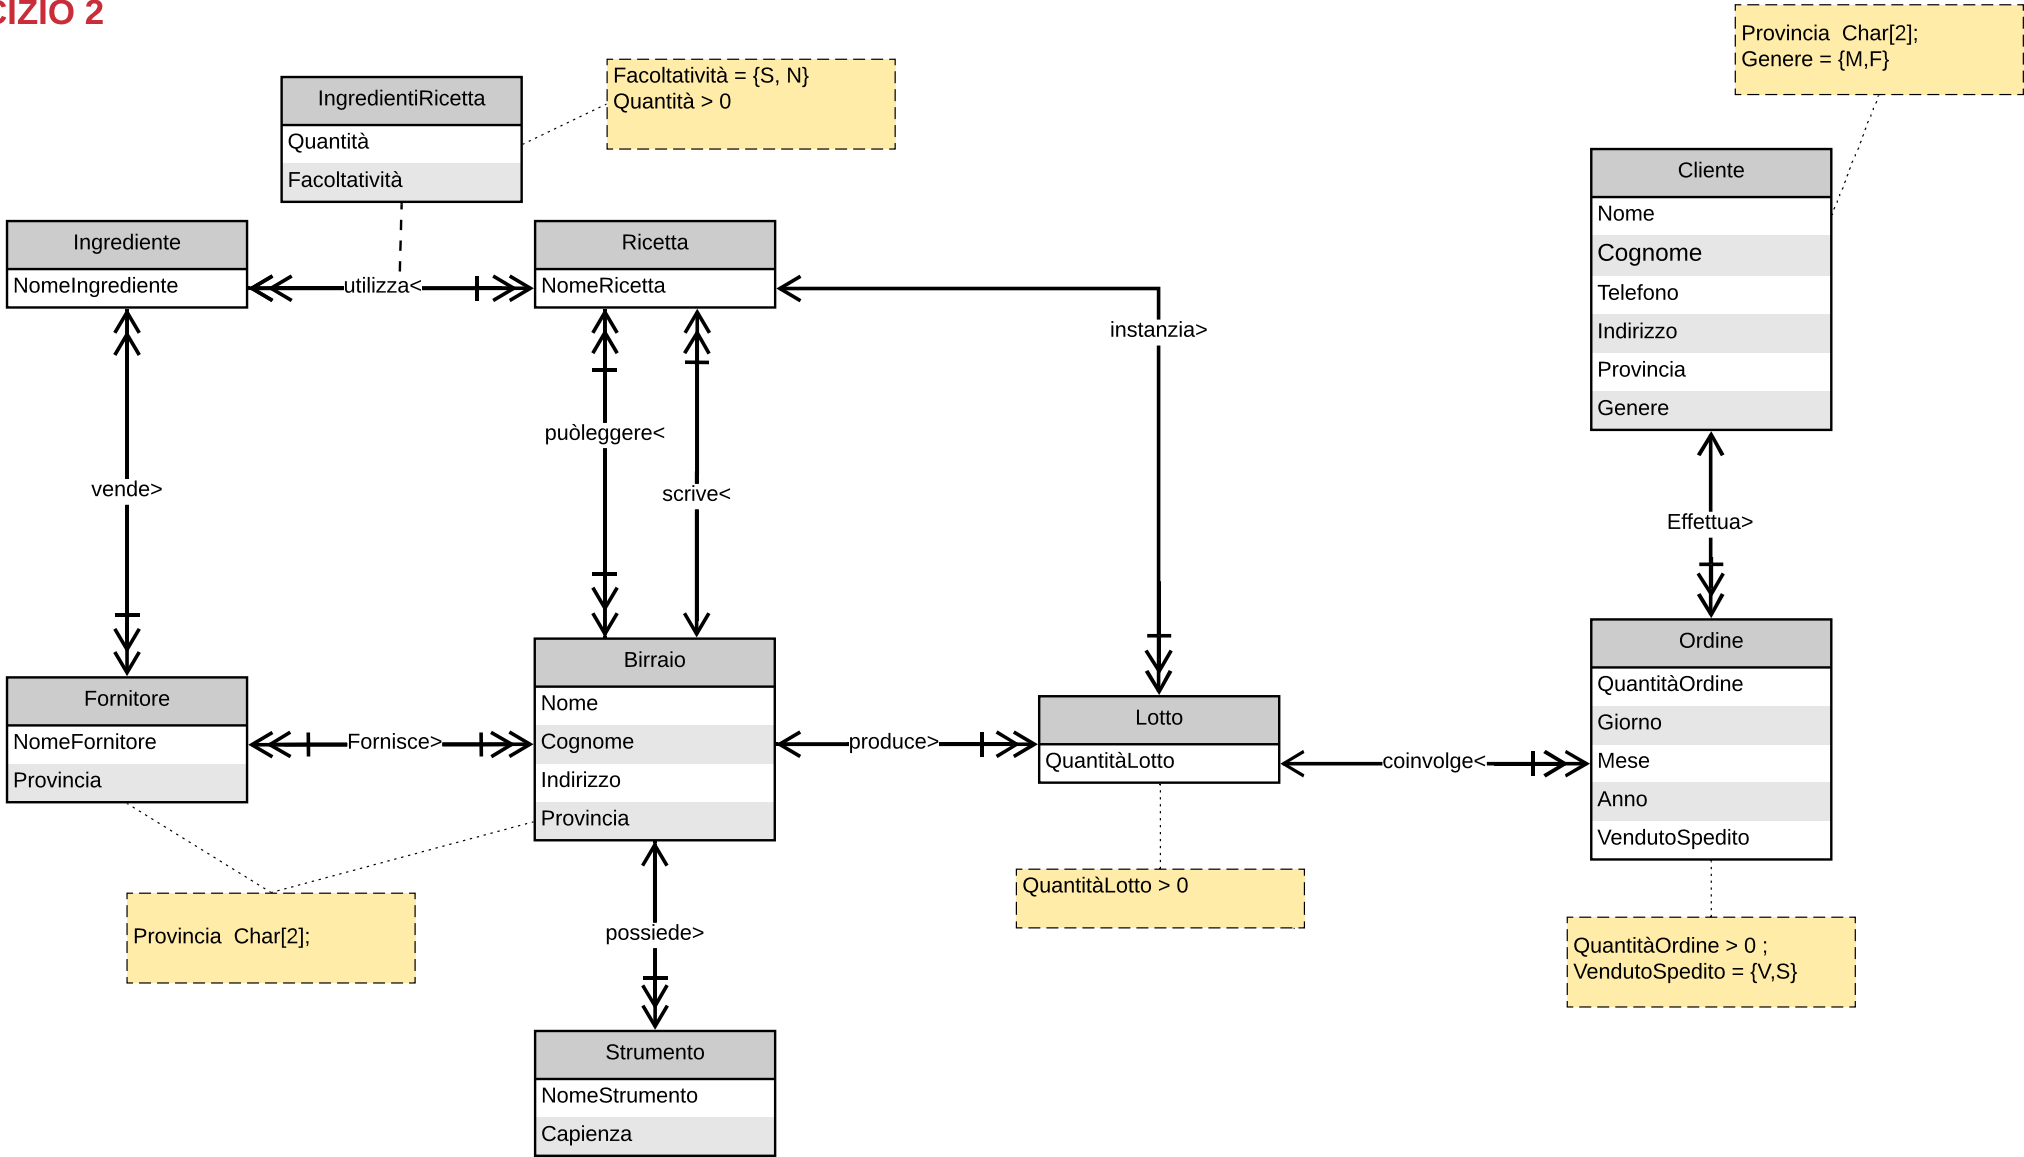 CIZIO 2
Provincia  Char[2];
Genere = {M,F}
Facoltatività = {S, N}
Quantità > 0
IngredientiRicetta
Quantità
Facoltatività
Cliente
Nome
Cognome
Telefono
Indirizzo
Provincia
Genere
Ingrediente
NomeIngrediente
utilizza<
Ricetta
NomeRicetta
instanzia>
puòleggere<
vende>
scrive<
Effettua>
Fornitore
NomeFornitore
Provincia
Fornisce>
Birraio
Nome
Cognome
Indirizzo
Provincia
produce>
Lotto
QuantitàLotto
coinvolge<
Ordine
QuantitàOrdine
Giorno
Mese
Anno
VendutoSpedito
QuantitàLotto > 0
Provincia  Char[2];
possiede>
QuantitàOrdine > 0 ;
VendutoSpedito = {V,S}
Strumento
NomeStrumento
Capienza